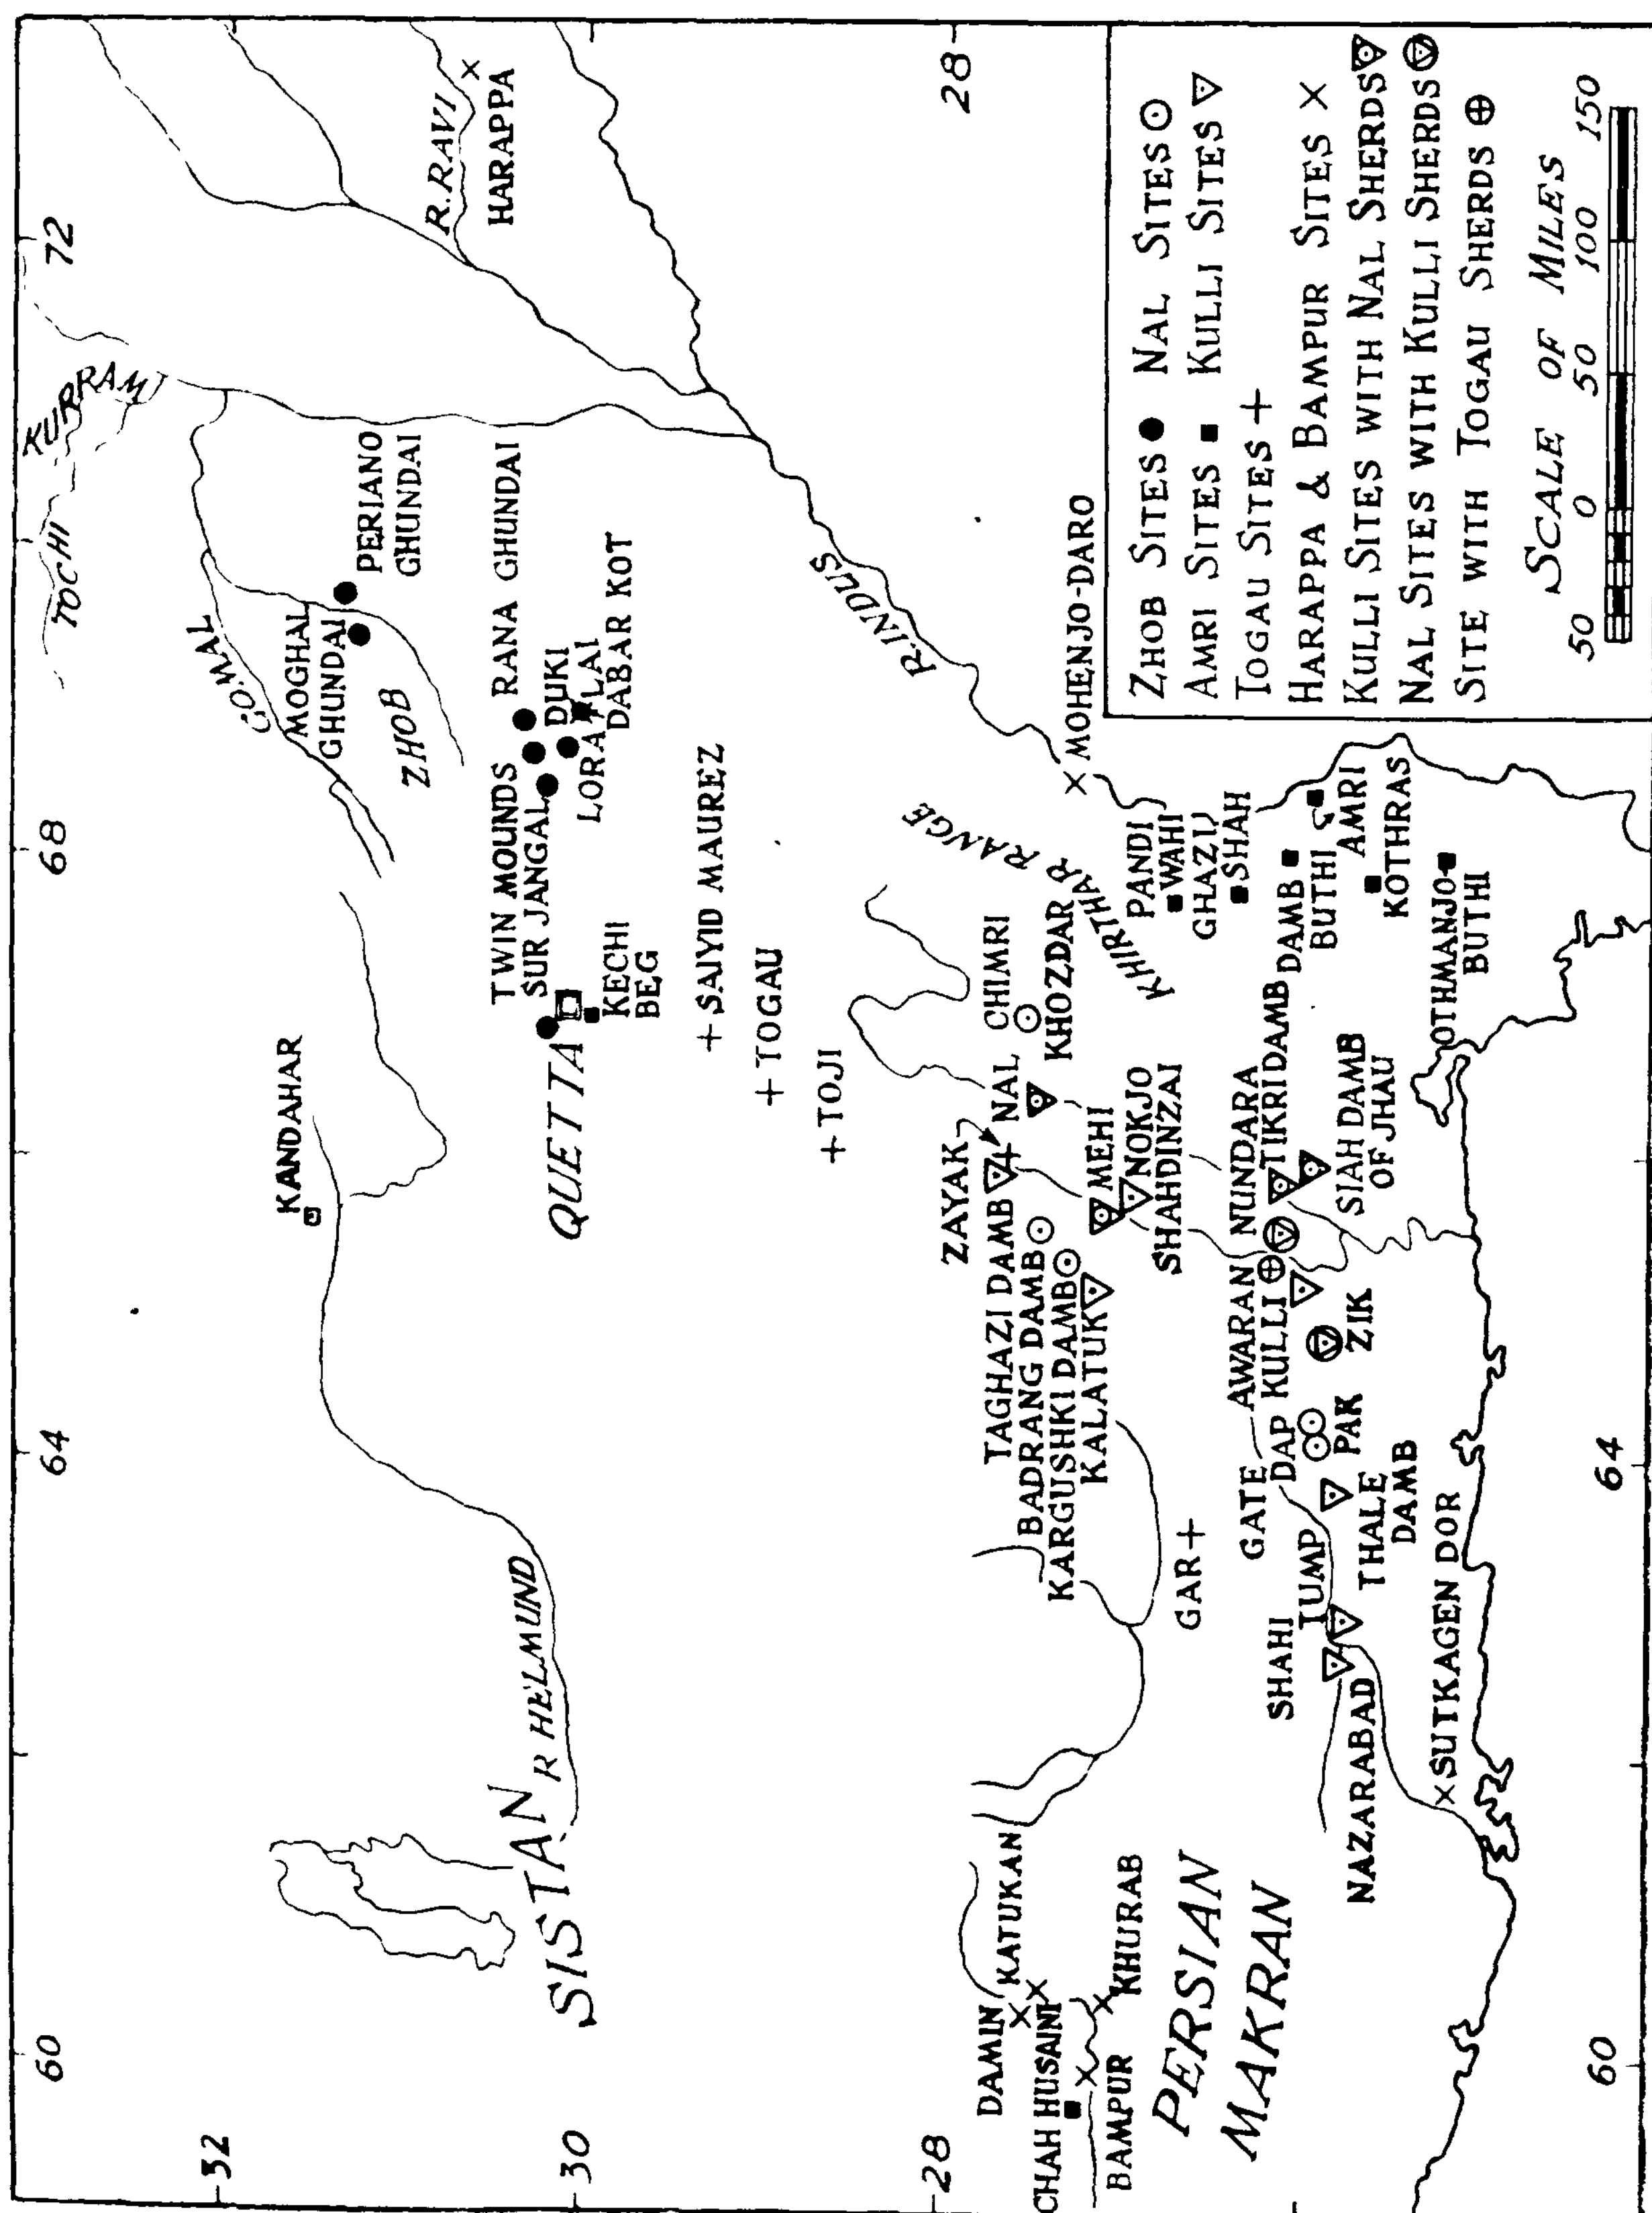 60
64
68
72
32
30
28
28
60
64
KURRAM
TOCHI
GOMAL
PERIANO
GHUNDAI
MOGHAL
GHUNDAI
ZHOB
R. RAVI
HARAPPA
KANDAHAR
RANA GHUNDAI
TWIN MOUNDS
SUR JANGAL
DUKI
LORALAI
DABAR KOT
QUETTA
KECHI
BEG
SISTAN
R HELMUND
SAIYID MAUREZ
TOGAU
TOJI
R. INDUS
MOHENJO-DARO
KHIRTHAR RANGE
ZAYAK
NAL
CHIMRI
KHOZDAR
TAGHAZI DAMB
BADRANG DAMB
KARGUSHKI DAMB
KALATUK
MEHI
NOKJO
SHAHDINZAI
PANDI
WAHI
GHAZI
SHAH
DAMIN
KATUKAN
CHAH HUSAINI
BAMPUR
KHURAB
PERSIAN
MAKRAN
GAR
GATE
DAP
AWARAN
KULLI
NUNDARA
TIKRI DAMB
DAMB
BUTHI
AMRI
KOTHRAS
SIAH DAMB
OF JHAU
OTHMANJO
BUTHI
ZIK
PAK
THALE
DAMB
SHAHI
TUMP
NAZARABAD
SUTKAGEN DOR
ZHOB SITES ● NAL SITES ⊙
AMRI SITES ■ KULLI SITES ▽
TOGAU SITES +
HARAPPA & BAMPUR SITES ×
KULLI SITES WITH NAL SHERDS
NAL SITES WITH KULLI SHERDS
SITE WITH TOGAU SHERDS ⊕
SCALE OF MILES
50 0 50 100 150